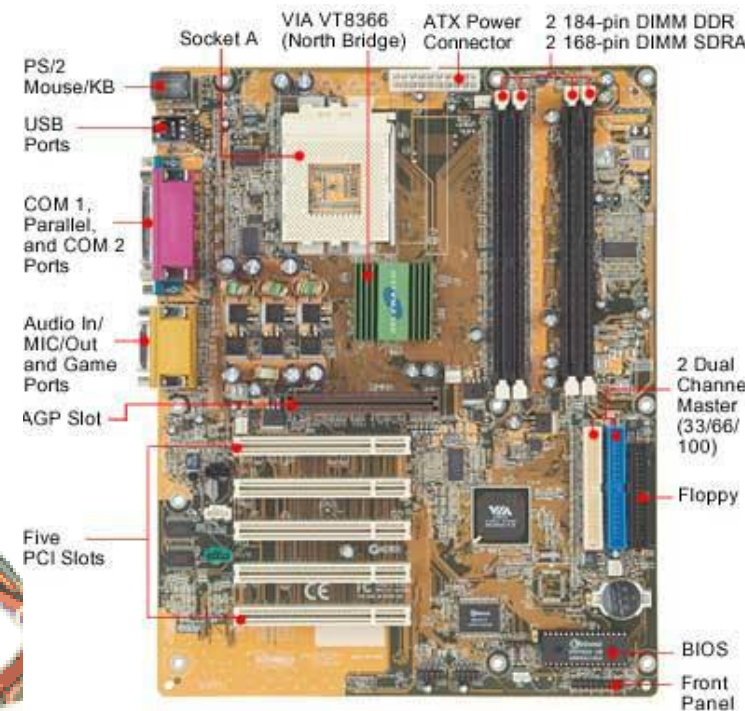 VIA VT8366
(North Bridge)
ATX Power
Connector
2 184-pin DIMM DDR
2 168-pin DIMM SDRA
Socket A
PS/2
Mouse/KB
USB
Ports
COM 1,
Parallel,
and COM 2
Ports
Audio In/
MIC/Out
and Game
Ports
AGP Slot
Five
PCI Slots
2 Dual
Channe
Master
(33/66/
100)
Floppy
BIOS
Front
Panel
VIA
CE